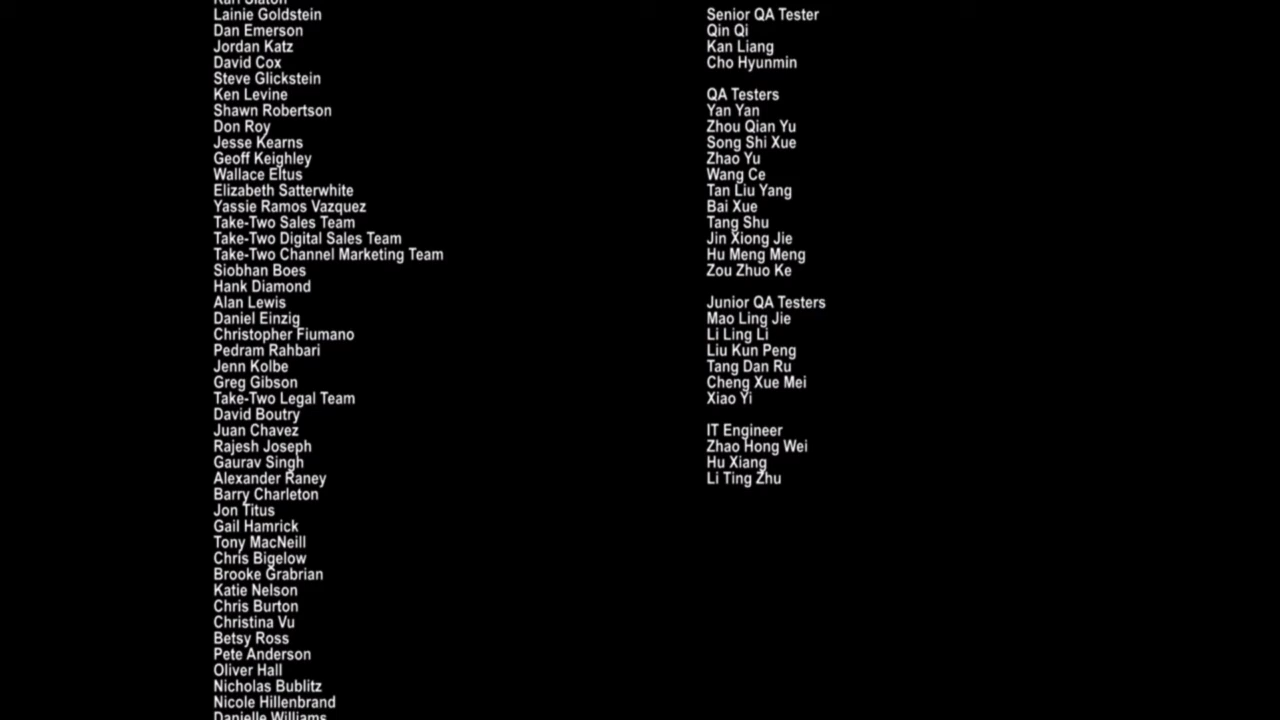 Lainie Goldstein
Dan Emerson
Jordan Katz
David Cox
Steve Glickstein
Ken Levine
Shawn Robertson
Don Roy
Jesse Kearns
Geoff Keighley
Wallace Eltus
Elizabeth Satterwhite
Yassie Ramos Vazquez
Take-Two Sales Team
Take-Two Digital Sales Team
Take-Two Channel Marketing Team
Siobhan Boes
Hank Diamond
Alan Lewis
Daniel Einzig
Christopher Fiumano
Pedram Rahbari
Jenn Kolbe
Greg Gibson
Take-Two Legal Team
David Boutry
Juan Chavez
Rajesh Joseph
Gaurav Singh
Alexander Raney
Barry Charleton
Jon Titus
Gail Hamrick
Tony MacNeill
Chris Bigelow
Brooke Grabrian
Katie Nelson
Chris Burton
Christina Vu
Betsy Ross
Pete Anderson
Oliver Hall
Nicholas Bublitz
Nicole Hillenbrand
Danielle Williams
Senior QA Tester
Qin Qi
Kan Liang
Cho Hyunmin
QA Testers
Yan Yan
Zhou Qian Yu
Song Shi Xue
Zhao Yu
Wang Ce
Tan Liu Yang
Bai Xue
Tang Shu
Jin Xiong Jie
Hu Meng Meng
Zou Zhuo Ke
Junior QA Testers
Mao Ling Jie
Li Ling Li
Liu Kun Peng
Tang Dan Ru
Cheng Xue Mei
Xiao Yi
IT Engineer
Zhao Hong Wei
Hu Xiang
Li Ting Zhu